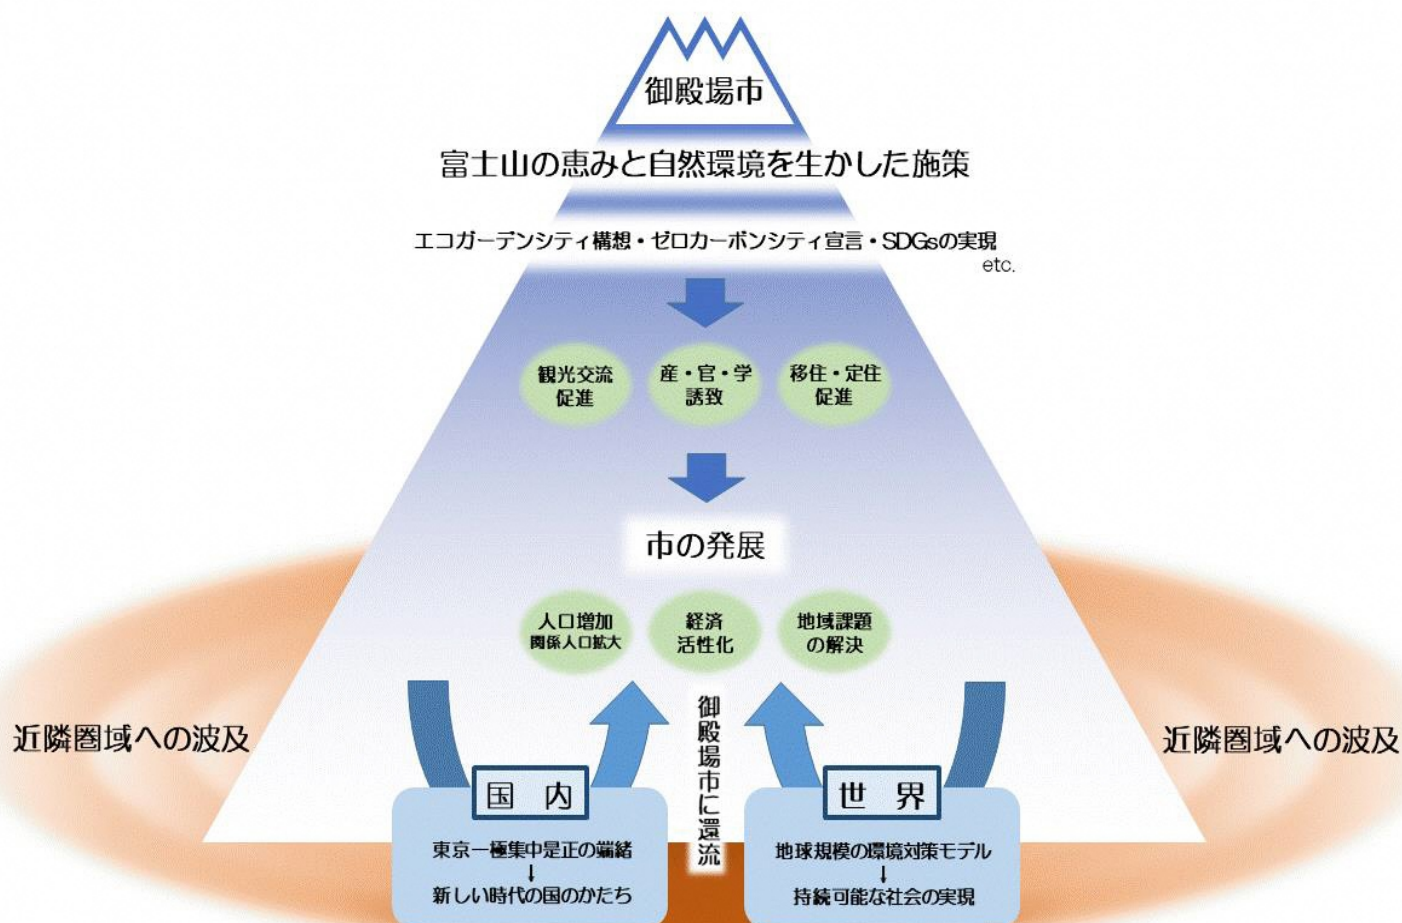 御殿場市
富士山の恵みと自然環境を生かした施策
エコガーデンシティ構想・ゼロカーボンシティ宣言・SDGsの実現
etc.
観光交流
促進
産・官・学
誘致
移住・定住
促進
市の発展
人口増加
関係人口拡大
経済
活性化
地域課題
の解決
近隣圏域への波及
御殿場市に還流
近隣圏域への波及
国内
東京一極集中是正の端緒
↓
新しい時代の国のかたち
世界
地球規模の環境対策モデル
↓
持続可能な社会の実現